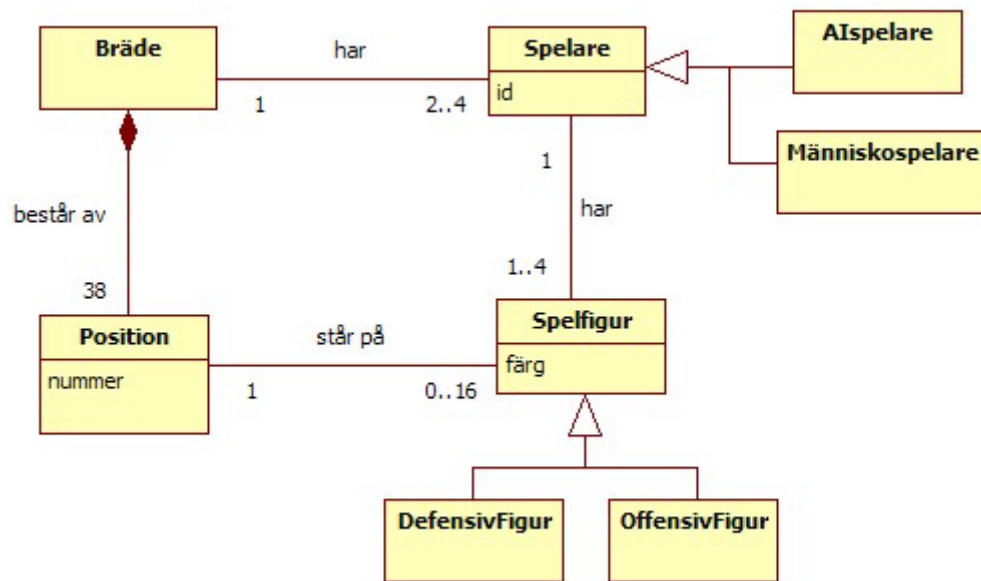 Bräde
har
1
2..4
Spelare
id
AIspelare
Människospelare
består av
38
1
har
1..4
Position
nummer
står på
1
0..16
Spelfigur
färg
DefensivFigur
OffensivFigur